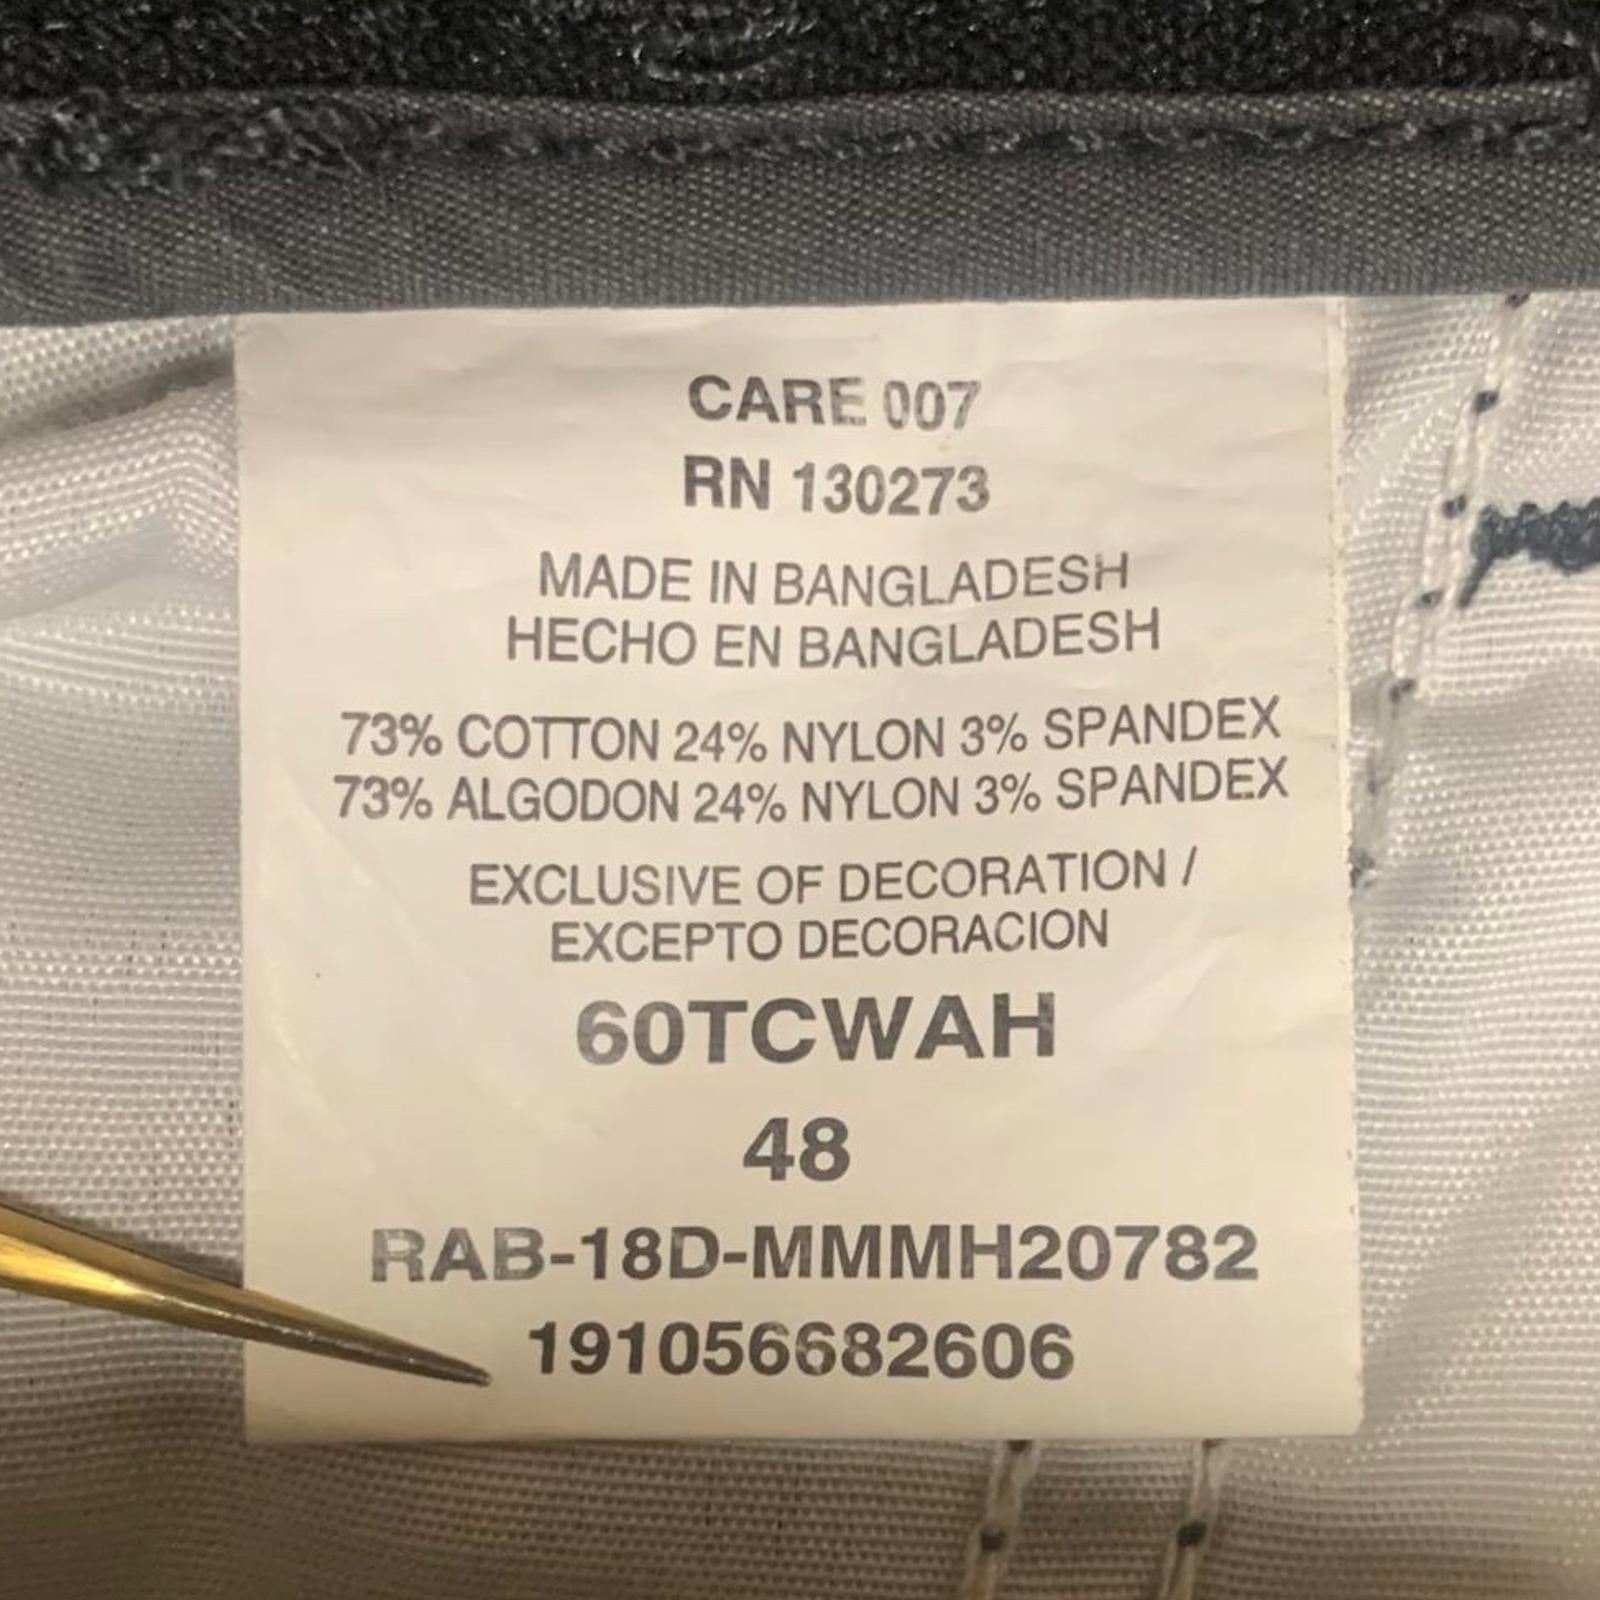 CARE 007
RN 130273
MADE IN BANGLADESH
HECHO EN BANGLADESH
73% COTTON 24% NYLON 3% SPANDEX
73% ALGODON 24% NYLON 3% SPANDEX
EXCLUSIVE OF DECORATION /
EXCEPTO DECORACION
60TCWAH
48
RAB-18D-MMMH20782
191056682606